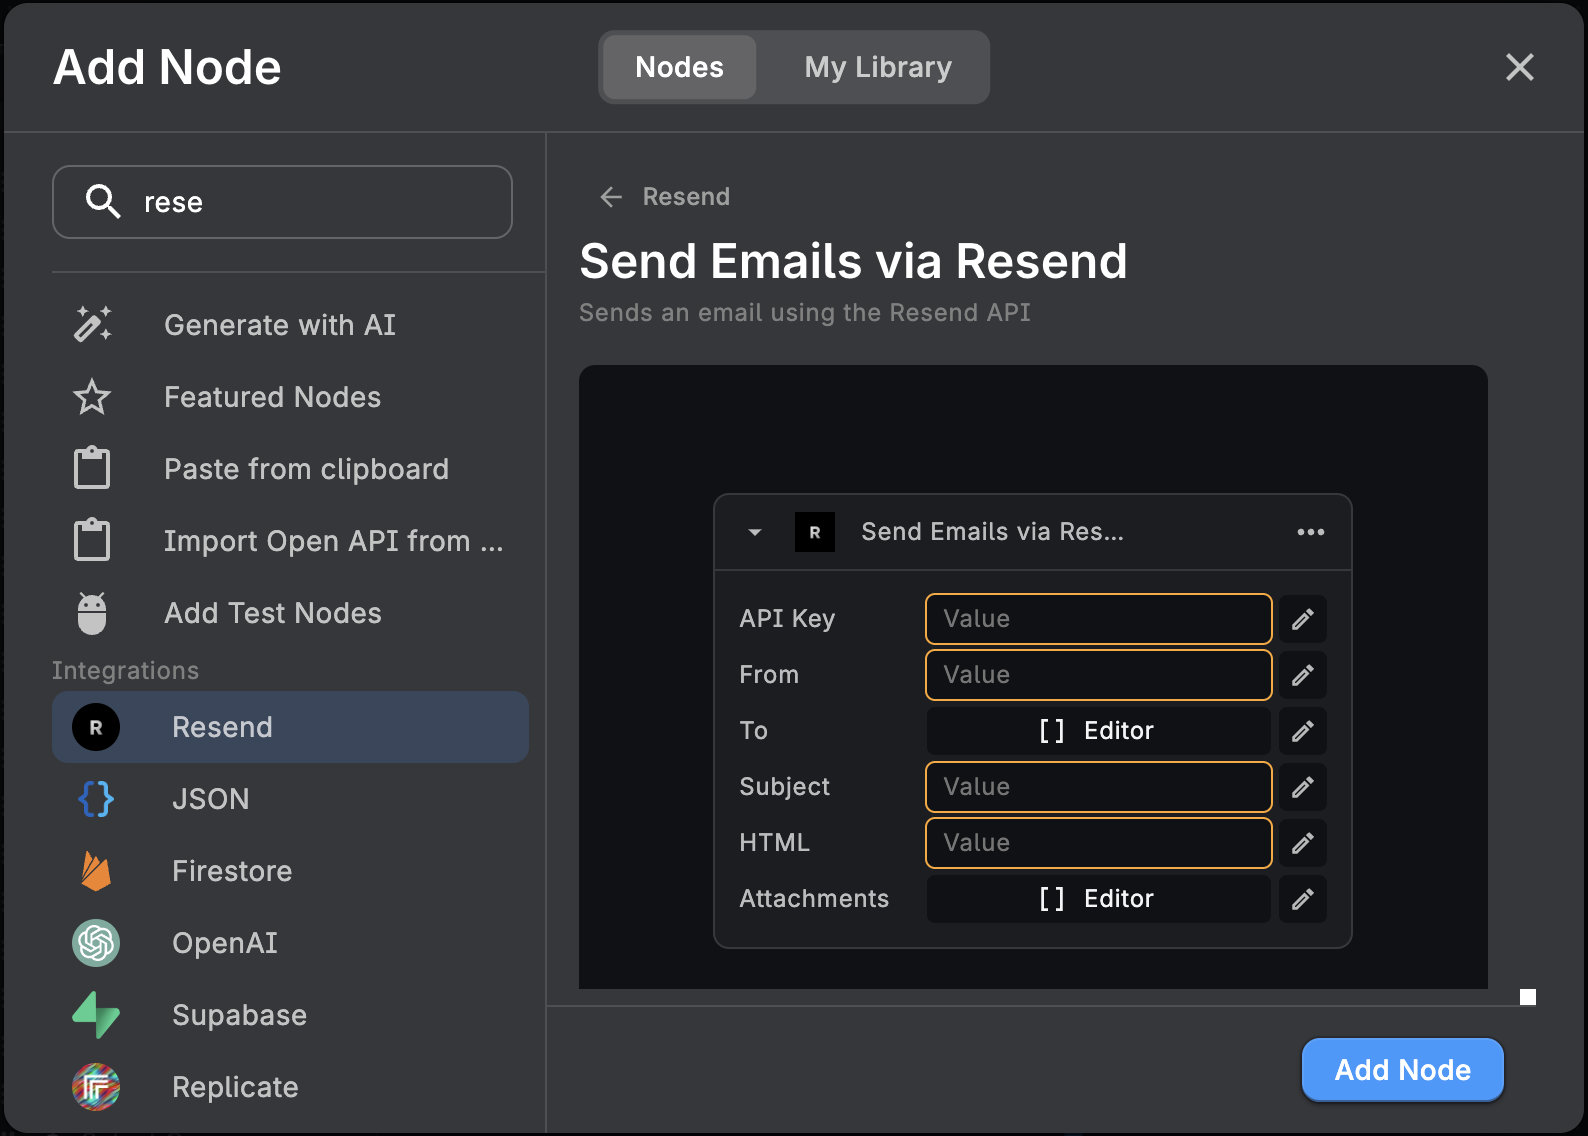 Add Node
Nodes
My Library
rese
Generate with AI
Featured Nodes
Paste from clipboard
Import Open API from ...
Add Test Nodes
Integrations
R Resend
JSON
Firestore
OpenAI
Supabase
Replicate
← Resend
Send Emails via Resend
Sends an email using the Resend API
R Send Emails via Res...
API Key Value
From Value
To [ ] Editor
Subject Value
HTML Value
Attachments [ ] Editor
Add Node